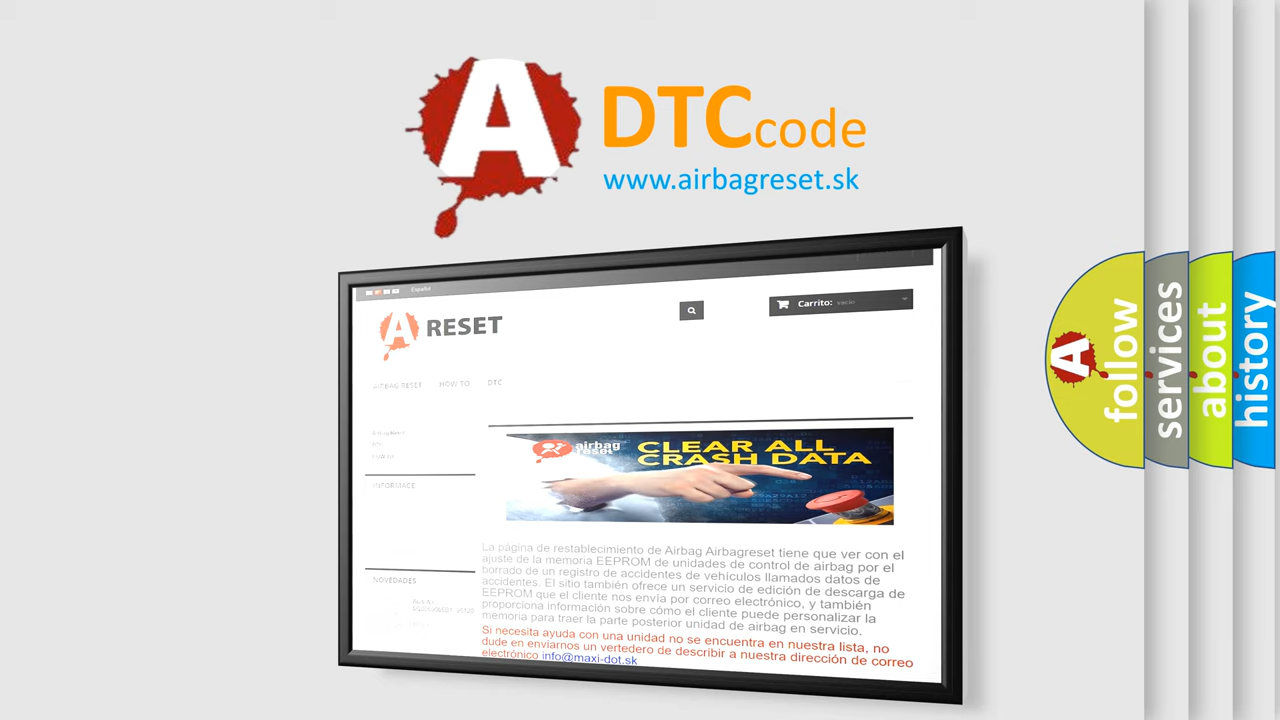 A
DTCcode
www.airbagreset.sk
Español
A RESET
Carrito: vacío
AIRBAG RESET HOW TO DTC
INFORMACE
NOVEDADES
airbag
reset
CLEAR ALL
CRASH DATA
La página de restablecimiento de Airbag Airbagreset tiene que ver con el
ajuste de la memoria EEPROM de unidades de control de airbag por el
borrado de un registro de accidentes de vehículos llamados datos de
accidentes. El sitio también ofrece un servicio de edición de descarga de
EEPROM que el cliente nos envía por correo electrónico, y también
proporciona información sobre cómo el cliente puede personalizar la
memoria para traer la parte posterior unidad de airbag en servicio.
Si necesita ayuda con una unidad no se encuentra en nuestra lista, no
dude en enviarnos un vertedero de describir a nuestra dirección de correo
electrónico info@maxi-dot.sk
A
follow
services
about
history